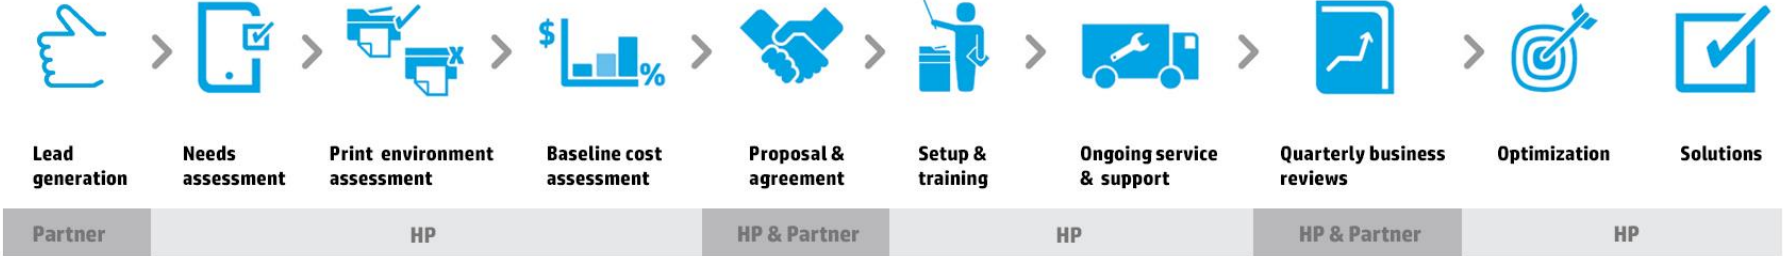 $
%
x
Lead
generation
Needs
assessment
Print environment
assessment
Baseline cost
assessment
Proposal &
agreement
Setup &
training
Ongoing service
& support
Quarterly business
reviews
Optimization
Solutions
Partner
HP
HP & Partner
HP
HP & Partner
HP